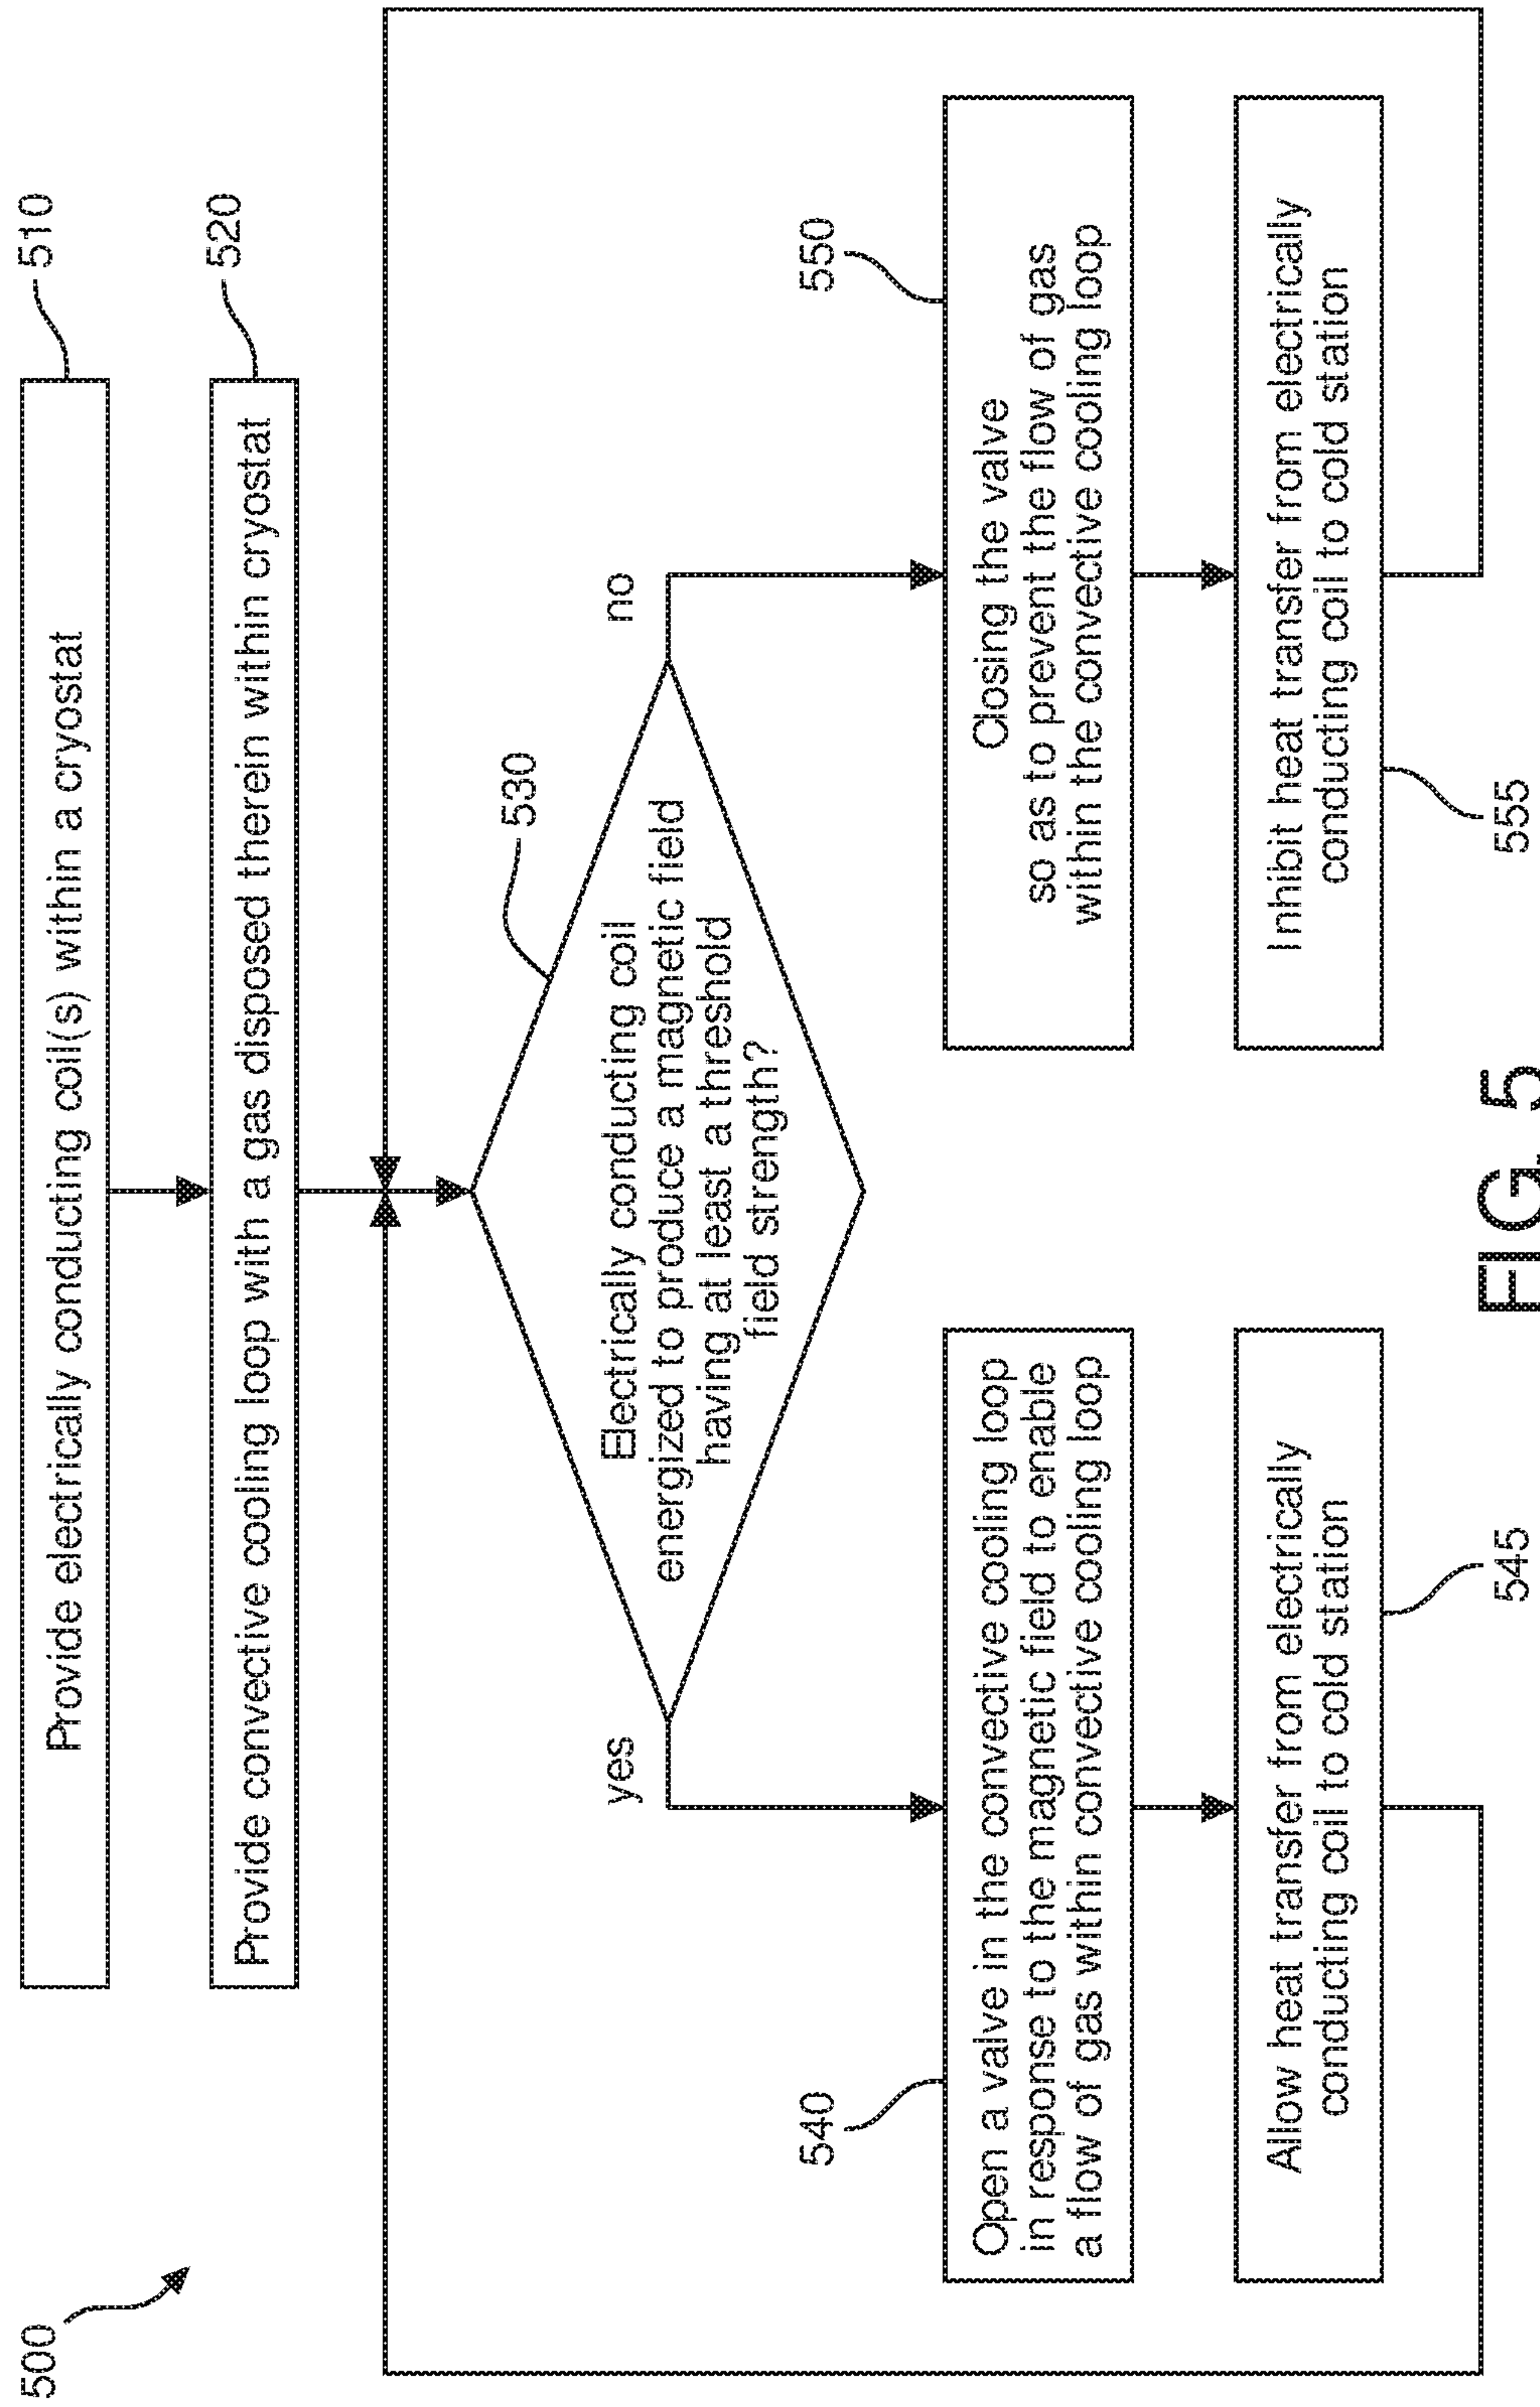 500
Provide electrically conducting coil(s) within a cryostat
510
Provide convective cooling loop with a gas disposed therein within cryostat
520
530
Electrically conducting coil
energized to produce a magnetic field
having at least a threshold
field strength?
yes
no
540
Open a valve in the convective cooling loop
in response to the magnetic field to enable
a flow of gas within convective cooling loop
550
Closing the valve
so as to prevent the flow of gas
within the convective cooling loop
Allow heat transfer from electrically
conducting coil to cold station
545
Inhibit heat transfer from electrically
conducting coil to cold station
555
FIG. 5